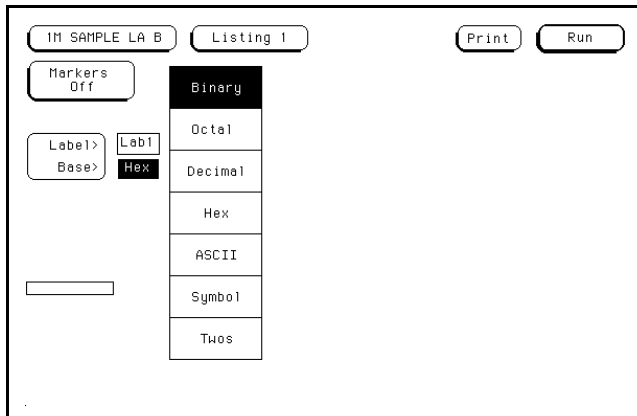 1M SAMPLE LA B
Listing 1
Print
Run
Markers
Off
Label>
Lab1
Base>
Hex
Binary
Octal
Decimal
Hex
ASCII
Symbol
Twos